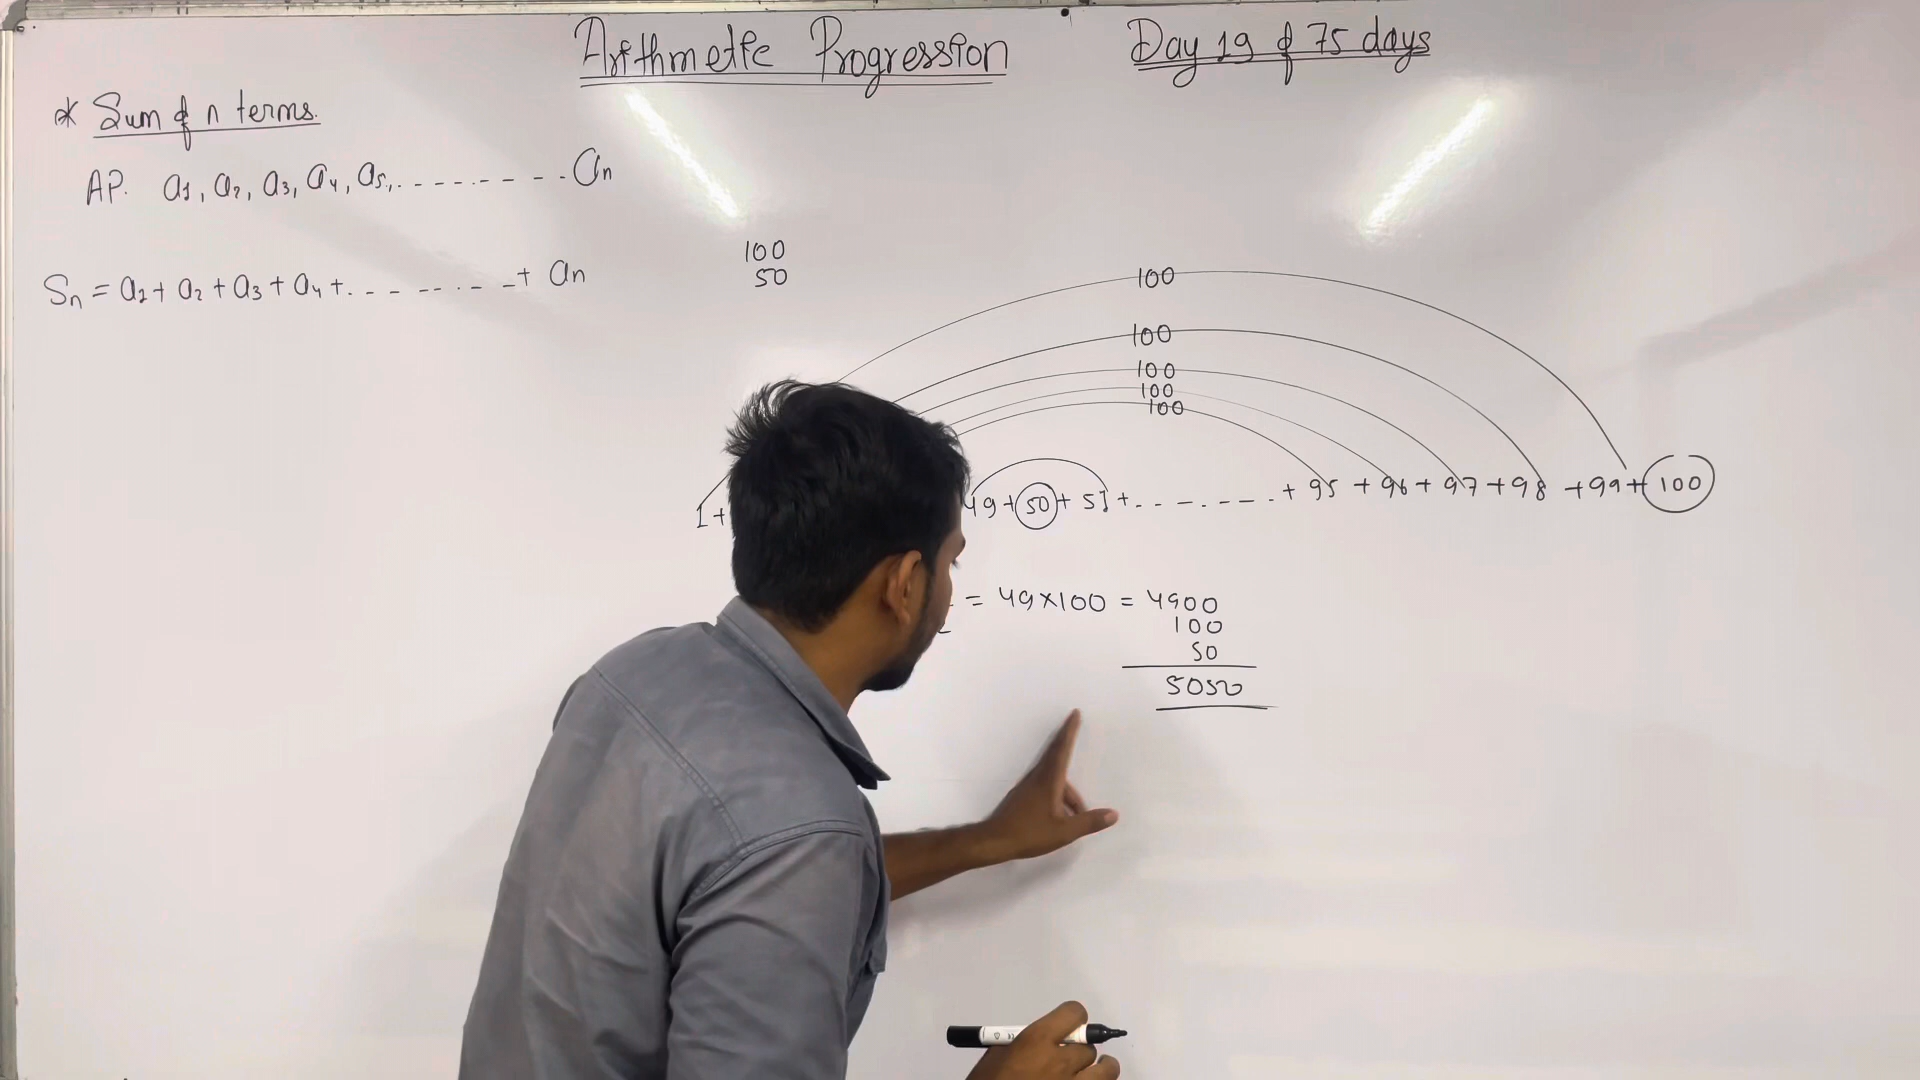 Arithmetic Progression Day 19 of 75 days
* Sum of n terms.
AP. a1, a2, a3, a4, a5, .--------. an
Sn = a1 + a2 + a3 + a4 + .-------+ an
100
50
100
100
100
100
100
1+ 49 + 50 + 51 + .-------.+ 95 + 96 + 97 + 98 + 99 + 100
= 49×100 = 4900
100
50
5050